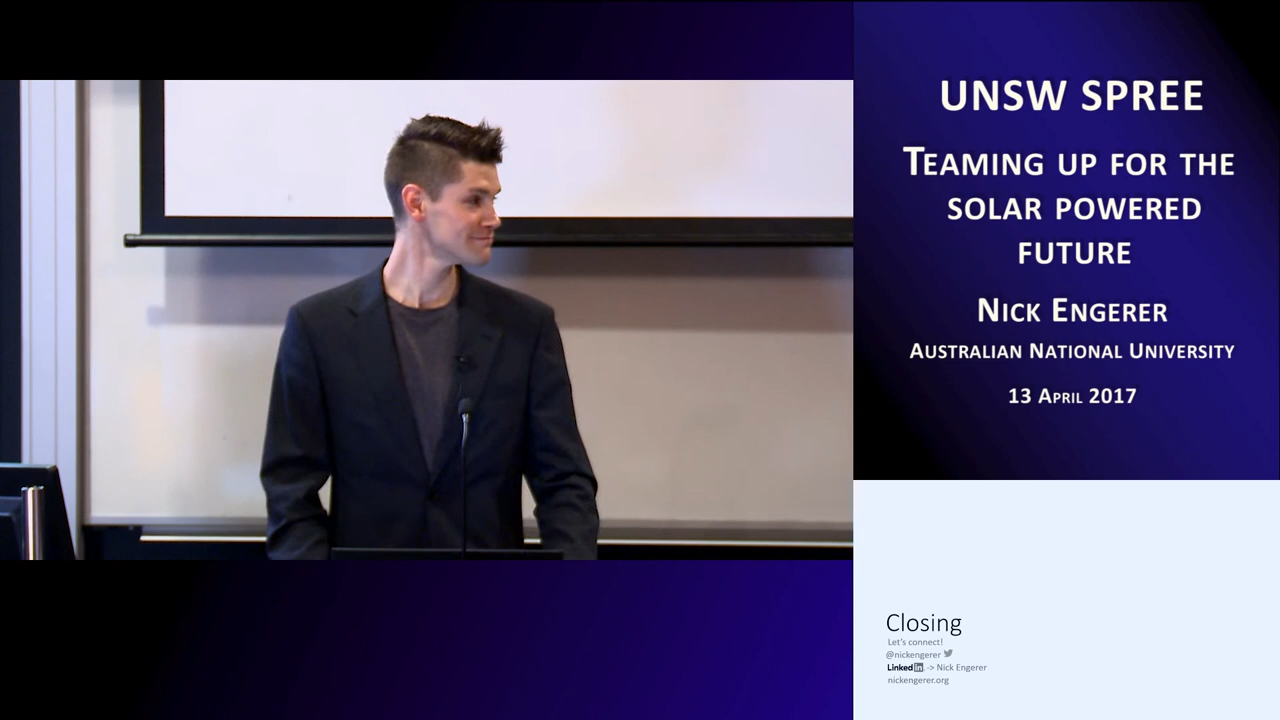 UNSW SPREE
TEAMING UP FOR THE
SOLAR POWERED
FUTURE
NICK ENGERER
AUSTRALIAN NATIONAL UNIVERSITY
13 APRIL 2017
Closing
Let's connect!
@nickengerer
Linked in -> Nick Engerer
nickengerer.org